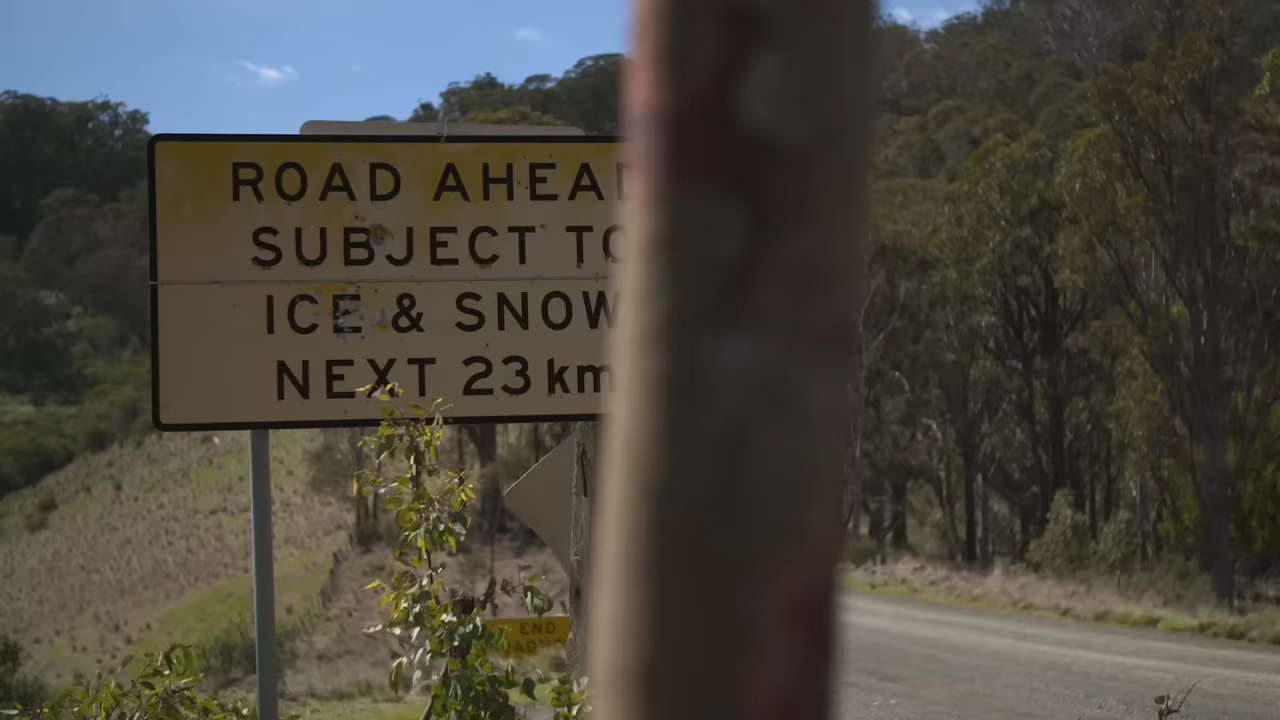 ROAD AHEAD
SUBJECT TO
ICE & SNOW
NEXT 23 km
END